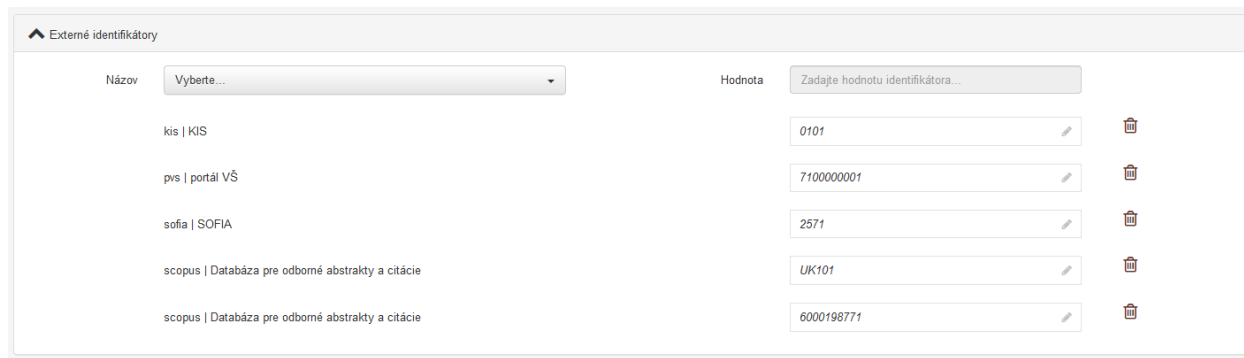 Externé identifikátory
Názov Vyberte... Hodnota Zadajte hodnotu identifikátora...
kis | KIS 0101
pvs | portál VŠ 7100000001
sofia | SOFIA 2571
scopus | Databáza pre odborné abstrakty a citácie UK101
scopus | Databáza pre odborné abstrakty a citácie 6000198771